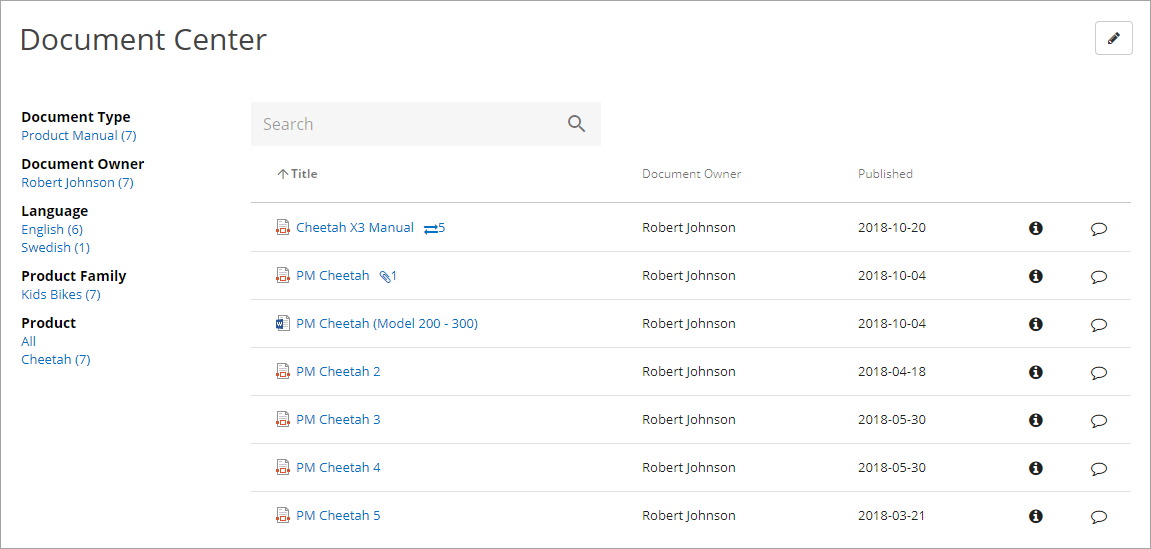 Document Center
Document Type
Product Manual (7)
Document Owner
Robert Johnson (7)
Language
English (6)
Swedish (1)
Product Family
Kids Bikes (7)
Product
All
Cheetah (7)
Search
Title Document Owner Published
Cheetah X3 Manual 5 Robert Johnson 2018-10-20
PM Cheetah 1 Robert Johnson 2018-10-04
PM Cheetah (Model 200 - 300) Robert Johnson 2018-10-04
PM Cheetah 2 Robert Johnson 2018-04-18
PM Cheetah 3 Robert Johnson 2018-05-30
PM Cheetah 4 Robert Johnson 2018-05-30
PM Cheetah 5 Robert Johnson 2018-03-21